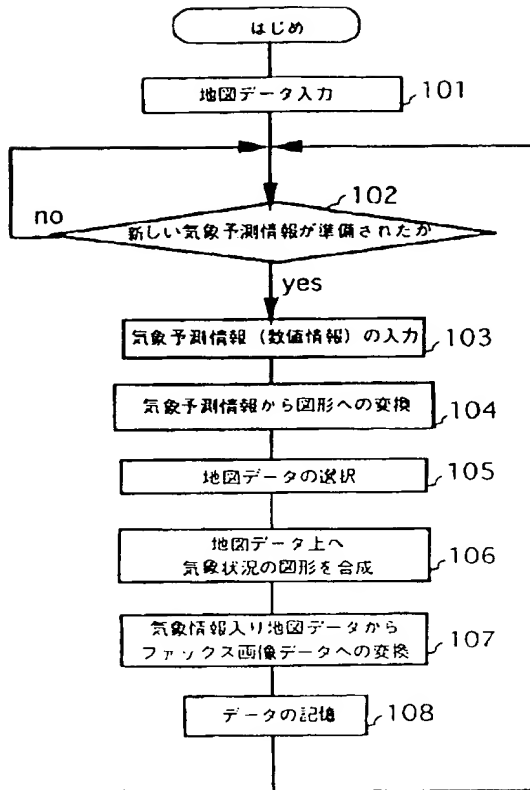 はじめ
地図データ入力
101
102
no
新しい気象予測情報が準備されたか
yes
気象予測情報（数値情報）の入力
103
気象予測情報から図形への変換
104
地図データの選択
105
地図データ上へ
気象状況の図形を合成
106
気象情報入り地図データから
ファックス画像データへの変換
107
データの記憶
108